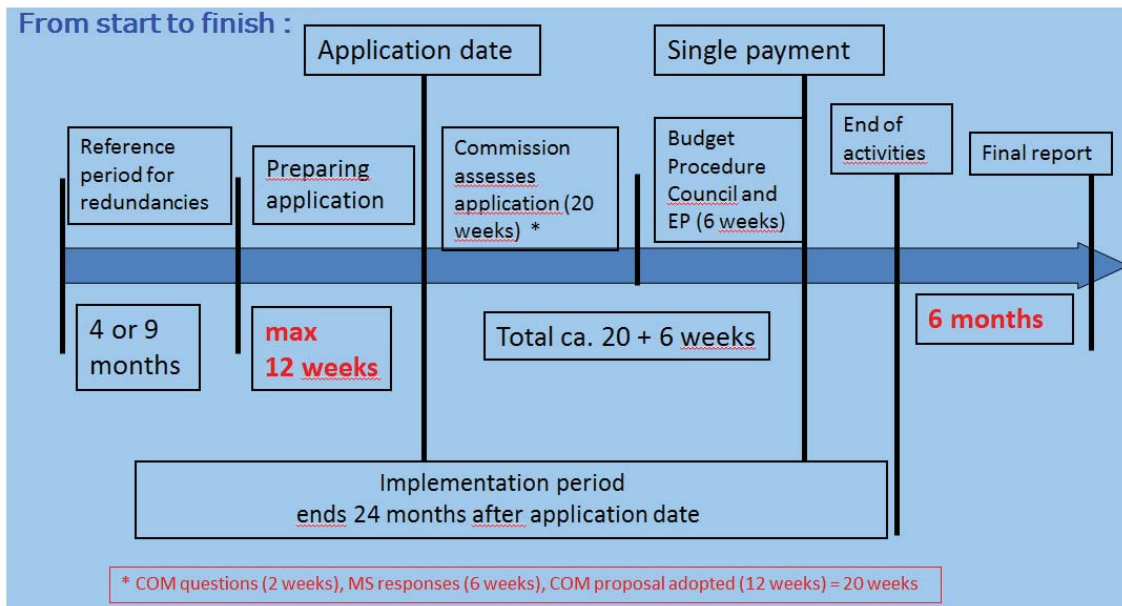 From start to finish :
Application date
Single payment
Reference
period for
redundancies
Preparing
application
Commission
assesses
application (20
weeks) *
Budget
Procedure
Council and
EP (6 weeks)
End of
activities
Final report
4 or 9
months
max
12 weeks
Total ca. 20 + 6 weeks
6 months
Implementation period
ends 24 months after application date
* COM questions (2 weeks), MS responses (6 weeks), COM proposal adopted (12 weeks) = 20 weeks